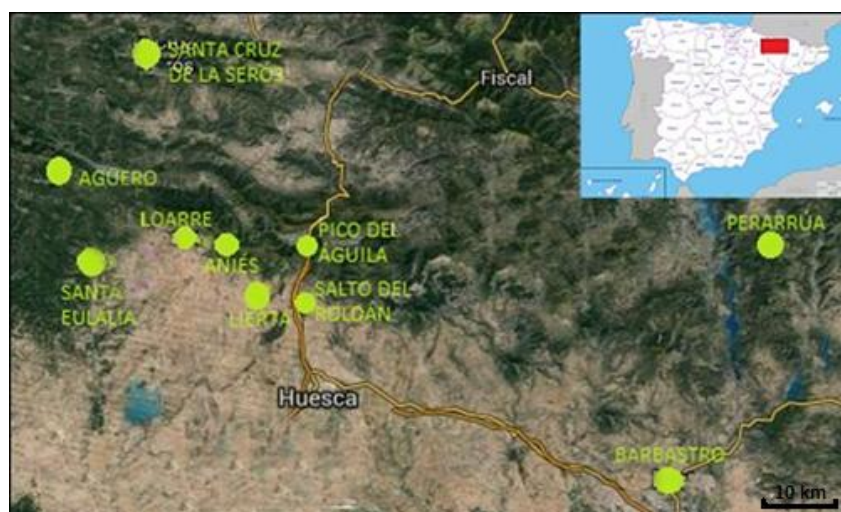 SANTA CRUZ
DE LA SERÓS
Fiscal
AGÜERO
LOARRE
PICO DEL
ÁGUILA
PERARRÚA
ANIÉS
SANTA
EULALIA
LIERTA
SALTO DEL
ROLDÁN
Huesca
BARBASTRO
10 km